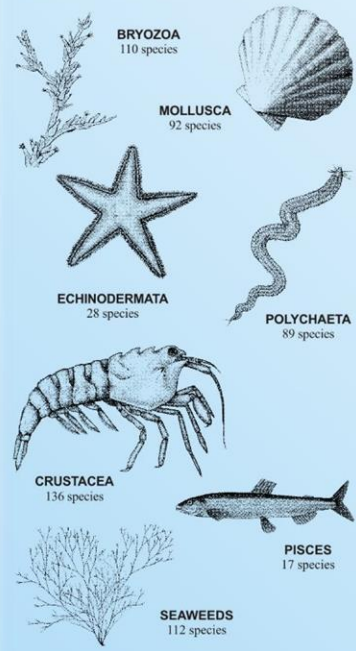 BRYOZOA
110 species
MOLLUSCA
92 species
ECHINODERMATA
28 species
POLYCHAETA
89 species
CRUSTACEA
136 species
PISCES
17 species
SEAWEEDS
112 species